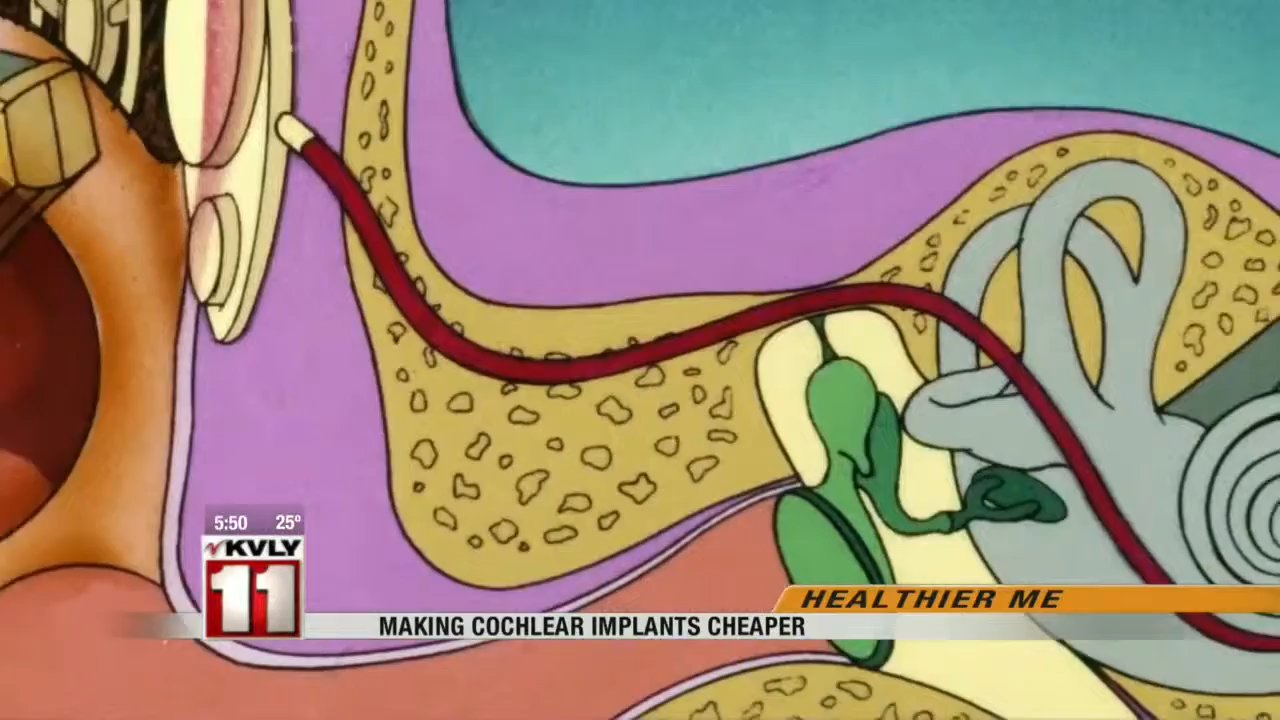 5:50 25°
KVLY
11
HEALTHIER ME
MAKING COCHLEAR IMPLANTS CHEAPER